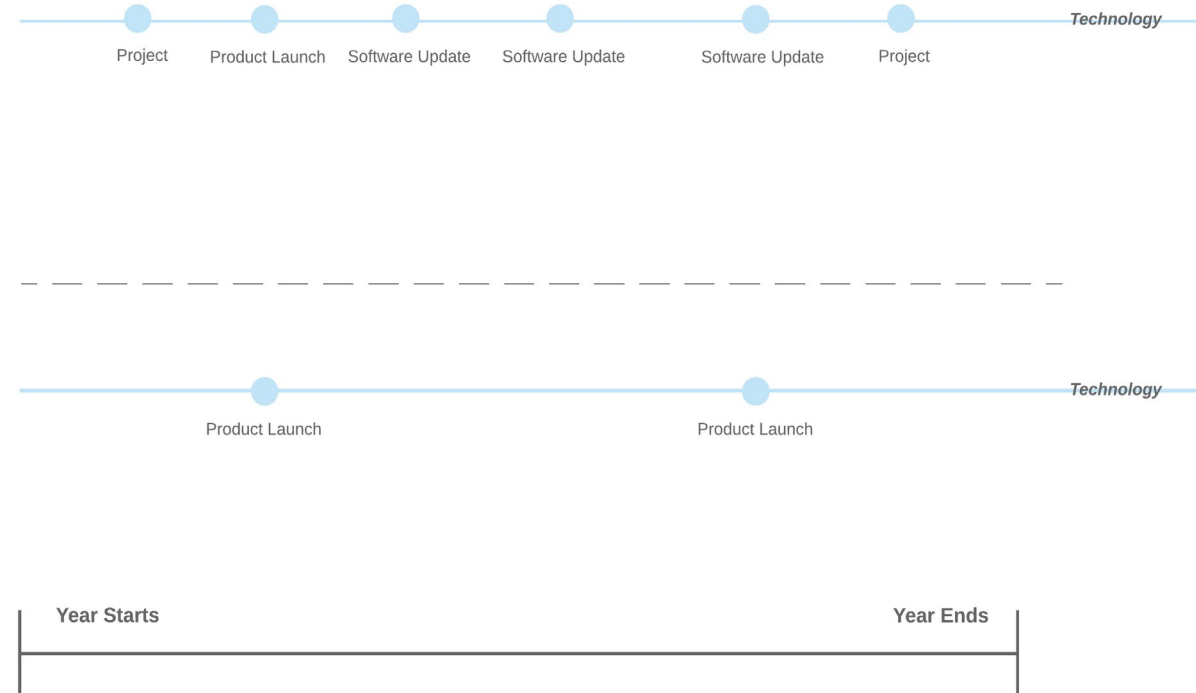 Technology
Project Product Launch Software Update Software Update Software Update Project
Technology
Product Launch Product Launch
Year Starts Year Ends